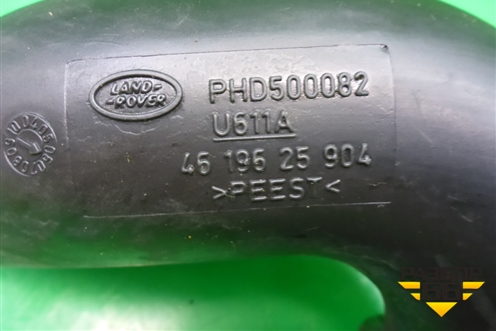 LAND-
-ROVER
PHD500082
U611A
46 196 25 904
>PEEST<